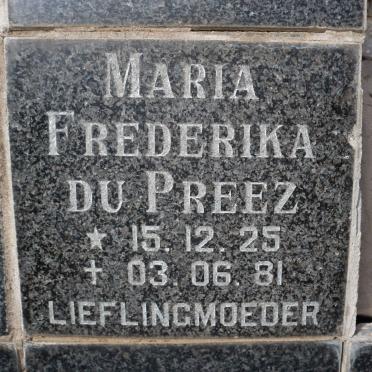 MARIA
FREDERIKA
DU PREEZ
★ 15. 12. 25
✝ 03. 06. 81
LIEFLINGMOEDER